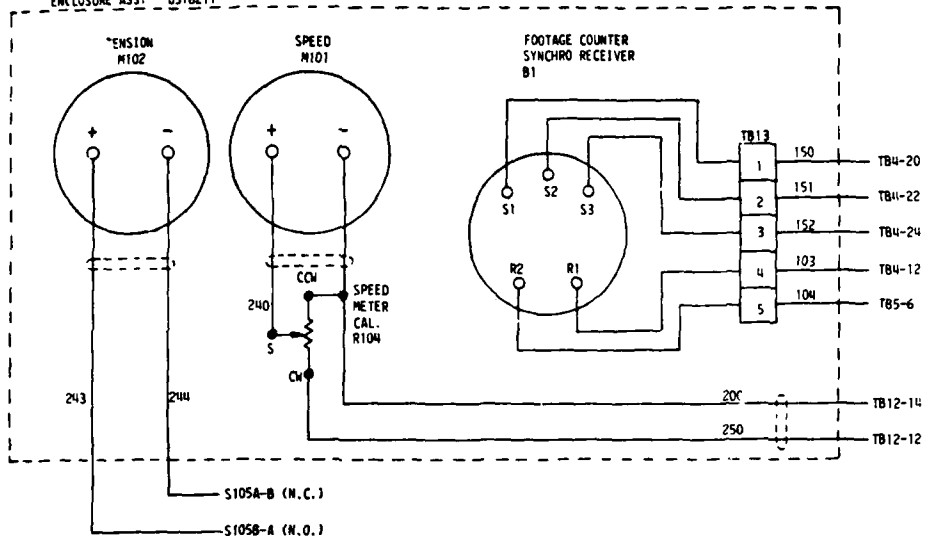 ENCLOSURE ASSY
TENSION
M102
SPEED
M101
FOOTAGE COUNTER
SYNCHRO RECEIVER
B1
+
-
+
-
S1
S2
S3
R2
R1
TB13
1
2
3
4
5
150
151
152
103
104
TB4-20
TB4-22
TB4-24
TB4-12
TB5-6
CCW
240
SPEED
METER
CAL.
R104
S
CW
243
244
200
250
TB12-14
TB12-12
S105A-B (N.C.)
S105B-A (N.O.)